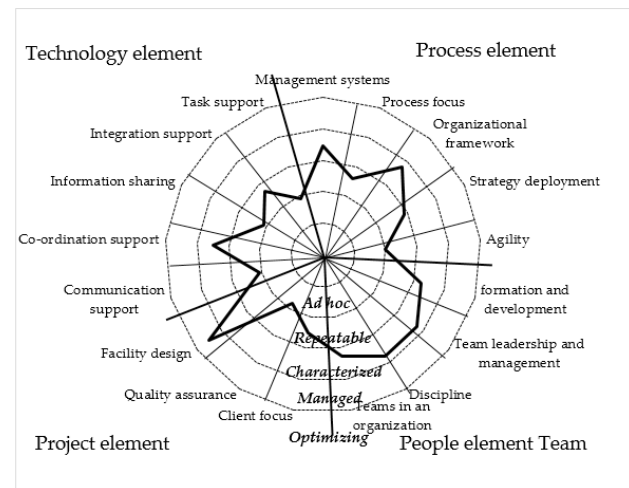 Technology element
Process element
Management systems
Task support
Process focus
Organizational
framework
Integration support
Information sharing
Strategy deployment
Co-ordination support
Agility
Communication
support
formation and
development
Ad hoc
Repeatable
Team leadership and
management
Facility design
Characterized
Quality assurance
Discipline
Managed
Teams in an
organization
Client focus
Optimizing
Project element
People element Team